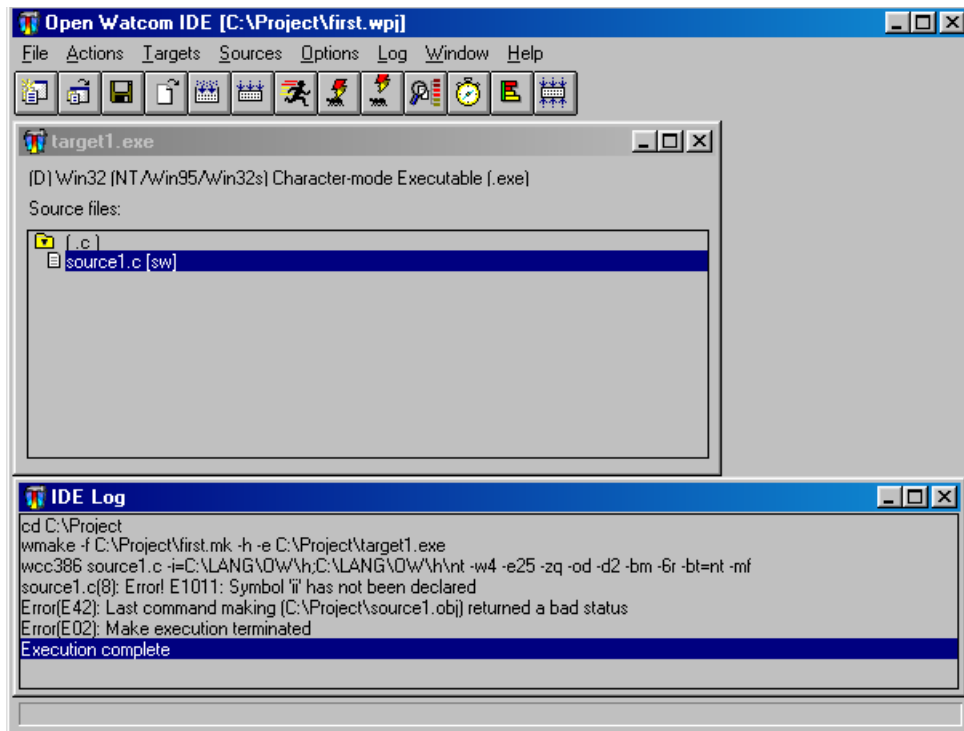 Open Watcom IDE [C:\Project\first.wpj]
File Actions Targets Sources Options Log Window Help
target1.exe
(D) Win32 (NT/Win95/Win32s) Character-mode Executable (.exe)
Source files:
( .c )
source1.c [sw]
IDE Log
cd C:\Project
wmake -f C:\Project\first.mk -h -e C:\Project\target1.exe
wcc386 source1.c -i=C:\LANG\OW\h;C:\LANG\OW\h\nt -w4 -e25 -zq -od -d2 -bm -6r -bt=nt -mf
source1.c(8): Error! E1011: Symbol 'ii' has not been declared
Error(E42): Last command making (C:\Project\source1.obj) returned a bad status
Error(E02): Make execution terminated
Execution complete